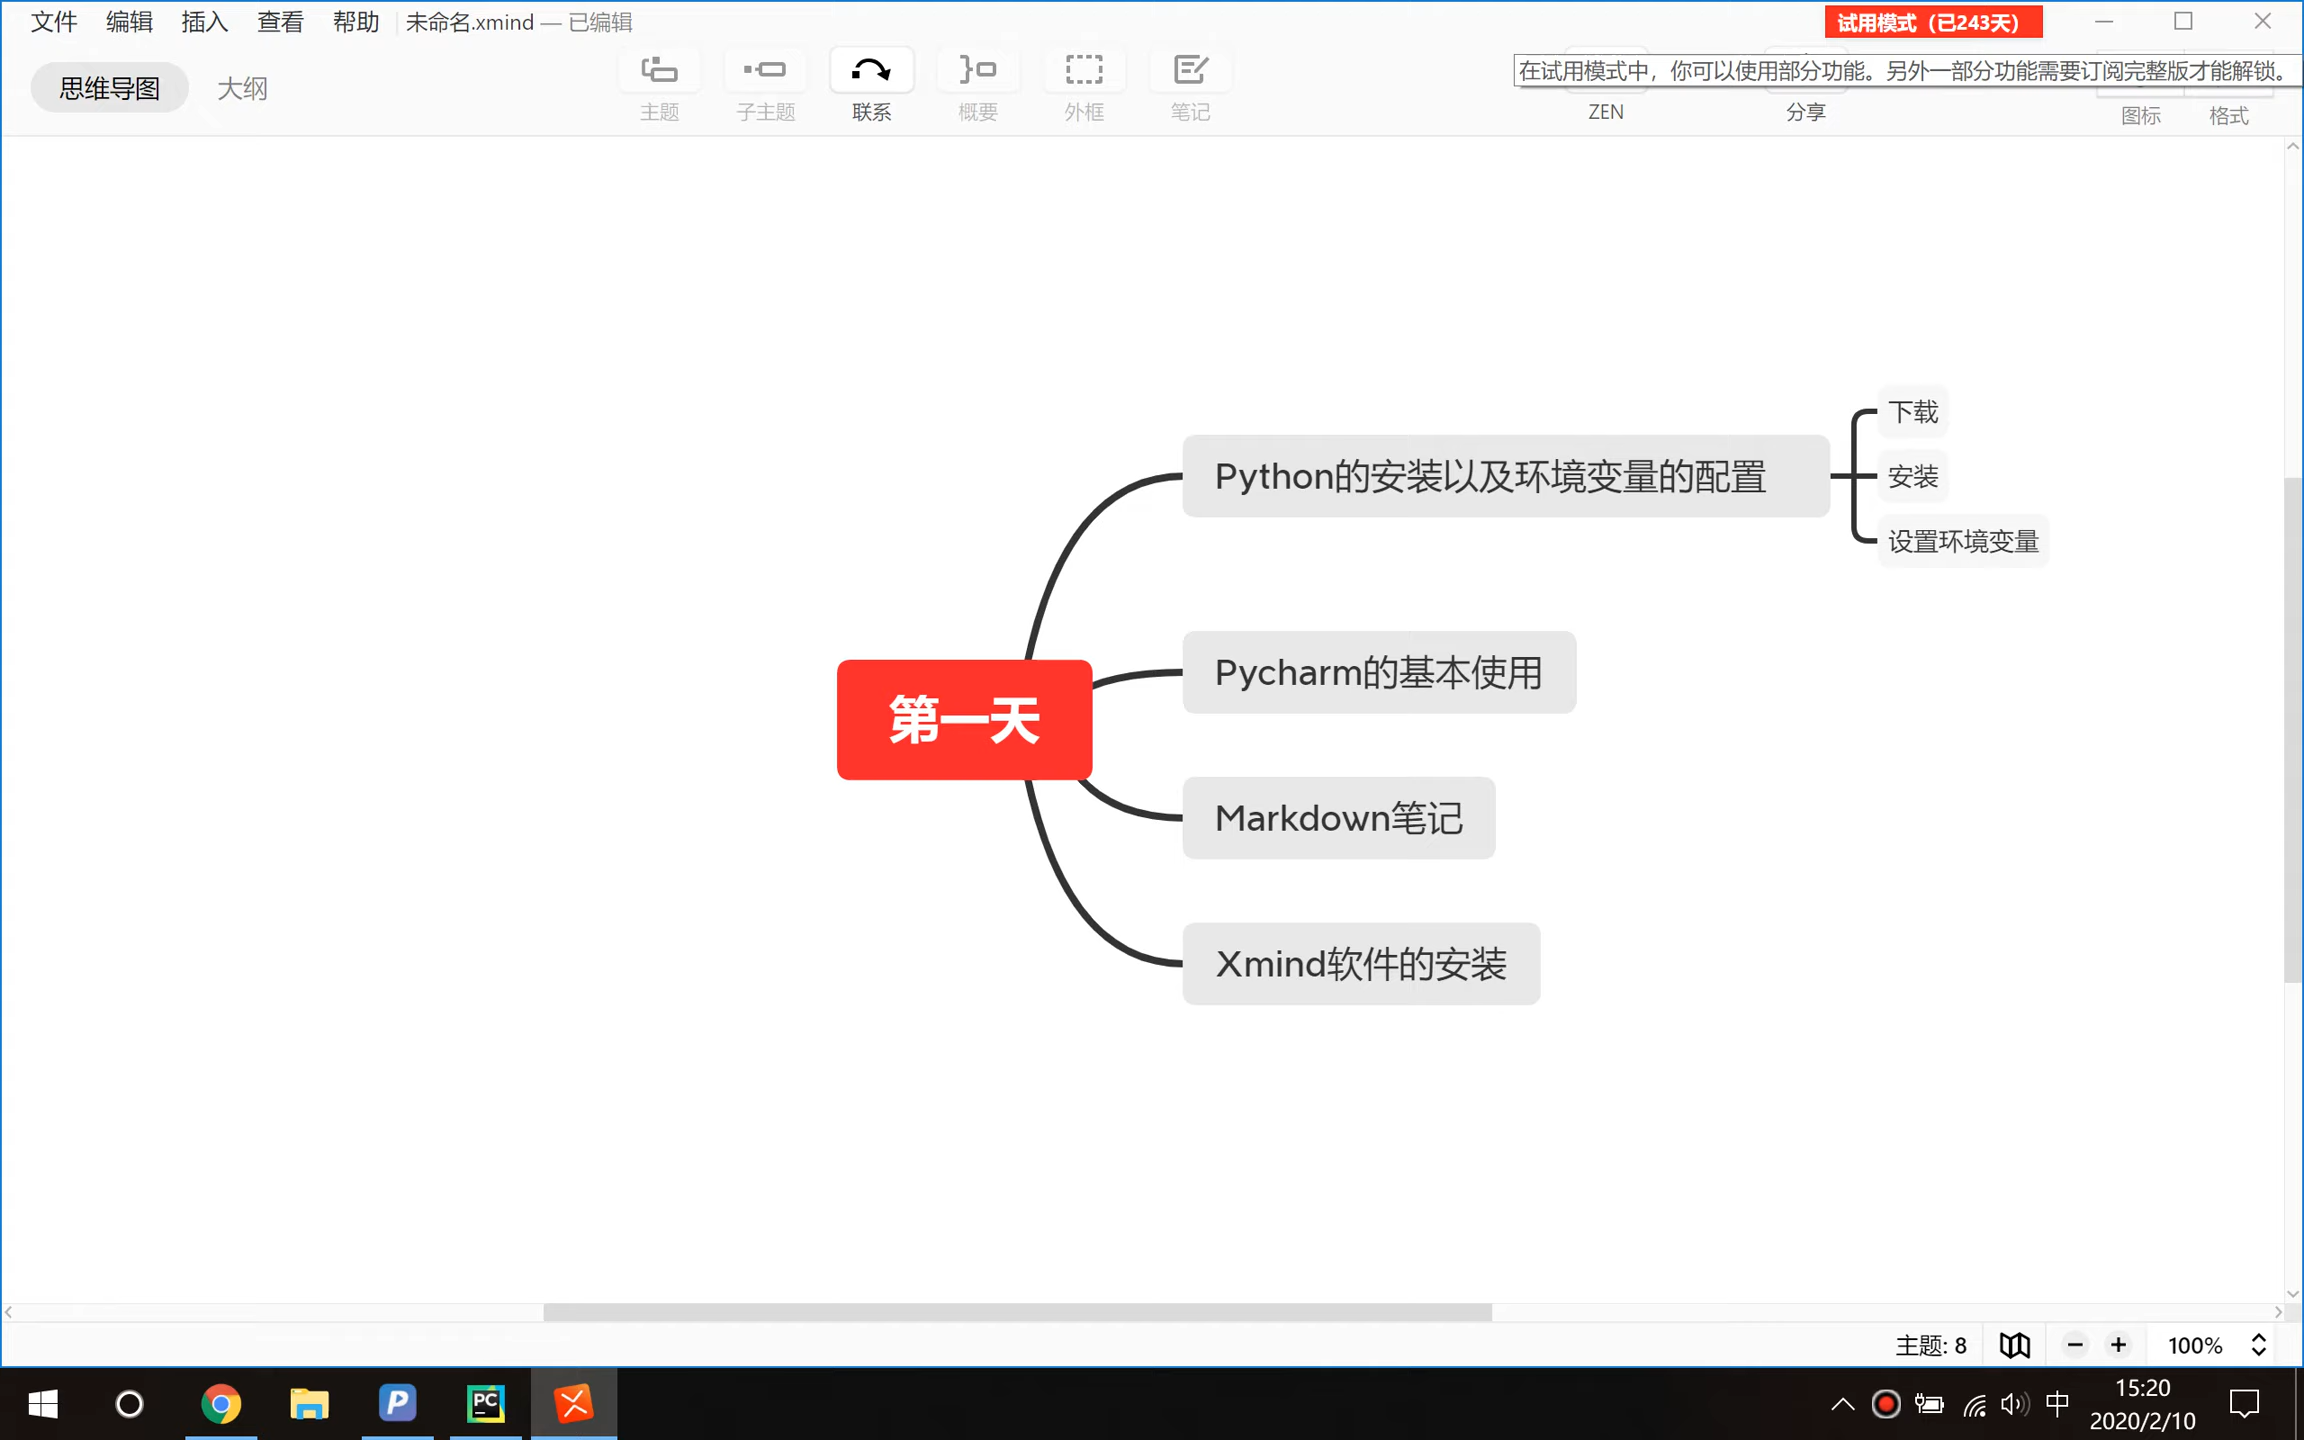 文件 编辑 插入 查看 帮助 未命名.xmind — 已编辑
试用模式（已243天）
在试用模式中，你可以使用部分功能。另外一部分功能需要订阅完整版才能解锁。
思维导图 大纲
主题 子主题 联系 概要 外框 笔记 ZEN 分享 图标 格式
下载
Python的安装以及环境变量的配置
安装
设置环境变量
Pycharm的基本使用
第一天
Markdown笔记
Xmind软件的安装
主题: 8
100%
PC
中
15:20
2020/2/10